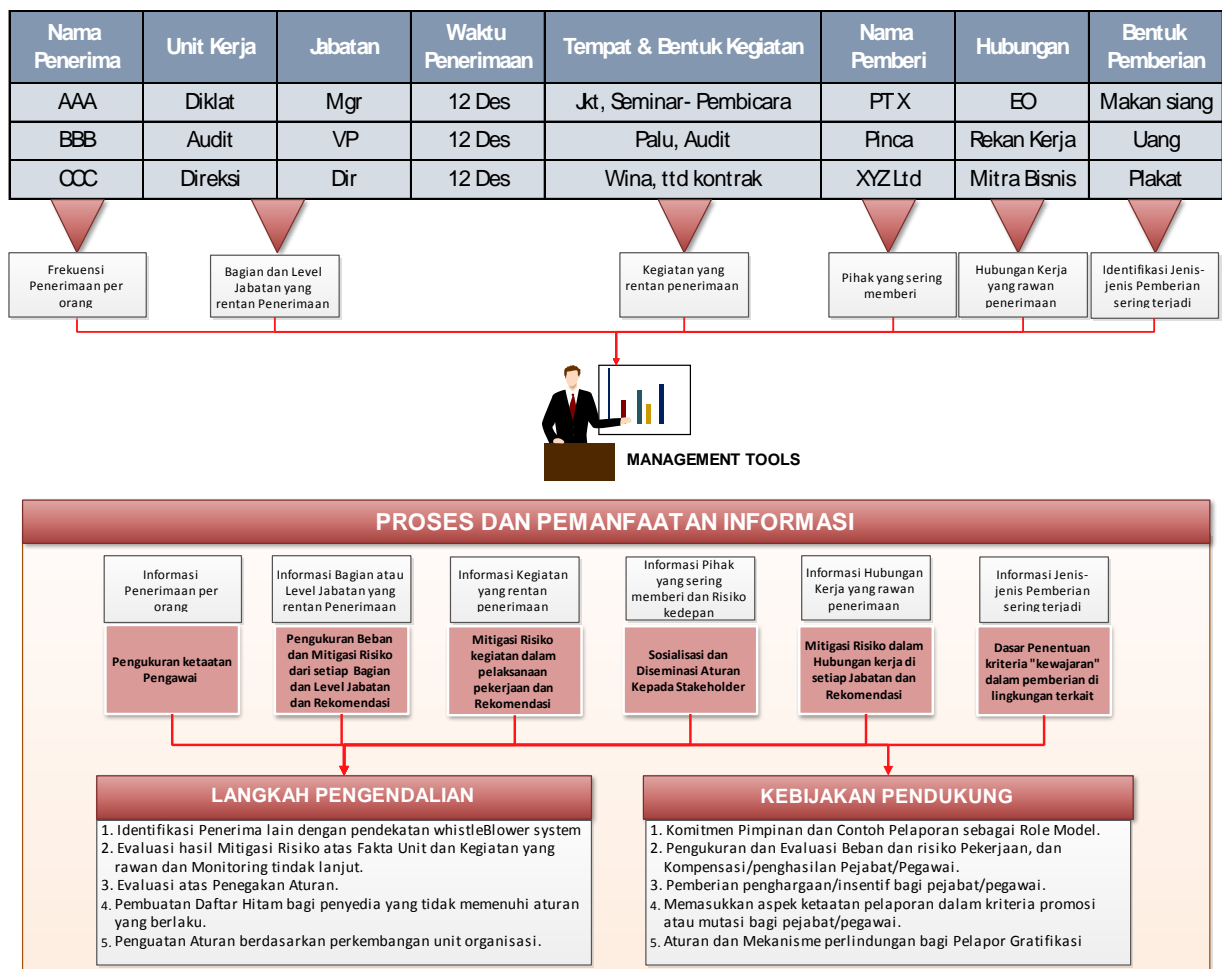 Nama Penerima
Unit Kerja
Jabatan
Waktu Penerimaan
Tempat & Bentuk Kegiatan
Nama Pemberi
Hubungan
Bentuk Pemberian
AAA Diklat Mgr 12 Des Jkt, Seminar- Pembicara PT X EO Makan siang
BBB Audit VP 12 Des Palu, Audit Pinca Rekan Kerja Uang
CCC Direksi Dir 12 Des Wina, ttd kontrak XYZ Ltd Mitra Bisnis Plakat
Frekuensi
Penerimaan per
orang
Bagian dan Level
Jabatan yang
rentan Penerimaan
Kegiatan yang
rentan penerimaan
Pihak yang sering
memberi
Hubungan Kerja
yang rawan
penerimaan
Identifikasi Jenis-
jenis Pemberian
sering terjadi
MANAGEMENT TOOLS
PROSES DAN PEMANFAATAN INFORMASI
Informasi
Penerimaan per
orang
Informasi Bagian atau
Level Jabatan yang
rentan Penerimaan
Informasi Kegiatan
yang rentan
penerimaan
Informasi Pihak
yang sering
memberi dan Risiko
kedepan
Informasi Hubungan
Kerja yang rawan
penerimaan
Informasi Jenis-
jenis Pemberian
sering terjadi
Pengukuran ketaatan
Pengawai
Pengukuran Beban
dan Mitigasi Risiko
dari setiap Bagian
dan Level Jabatan
dan Rekomendasi
Mitigasi Risiko
kegiatan dalam
pelaksanaan
pekerjaan dan
Rekomendasi
Sosialisasi dan
Diseminasi Aturan
Kepada Stakeholder
Mitigasi Risiko dalam
Hubungan kerja di
setiap Jabatan dan
Rekomendasi
Dasar Penentuan
kriteria "kewajaran"
dalam pemberian di
lingkungan terkait
LANGKAH PENGENDALIAN
1. Identifikasi Penerima lain dengan pendekatan whistleBlower system
2. Evaluasi hasil Mitigasi Risiko atas Fakta Unit dan Kegiatan yang
rawan dan Monitoring tindak lanjut.
3. Evaluasi atas Penegakan Aturan.
4. Pembuatan Daftar Hitam bagi penyedia yang tidak memenuhi aturan
yang berlaku.
5. Penguatan Aturan berdasarkan perkembangan unit organisasi.
KEBIJAKAN PENDUKUNG
1. Komitmen Pimpinan dan Contoh Pelaporan sebagai Role Model.
2. Pengukuran dan Evaluasi Beban dan risiko Pekerjaan, dan
Kompensasi/penghasilan Pejabat/Pegawai.
3. Pemberian penghargaan/insentif bagi pejabat/pegawai.
4. Memasukkan aspek ketaatan pelaporan dalam kriteria promosi
atau mutasi bagi pejabat/pegawai.
5. Aturan dan Mekanisme perlindungan bagi Pelapor Gratifikasi